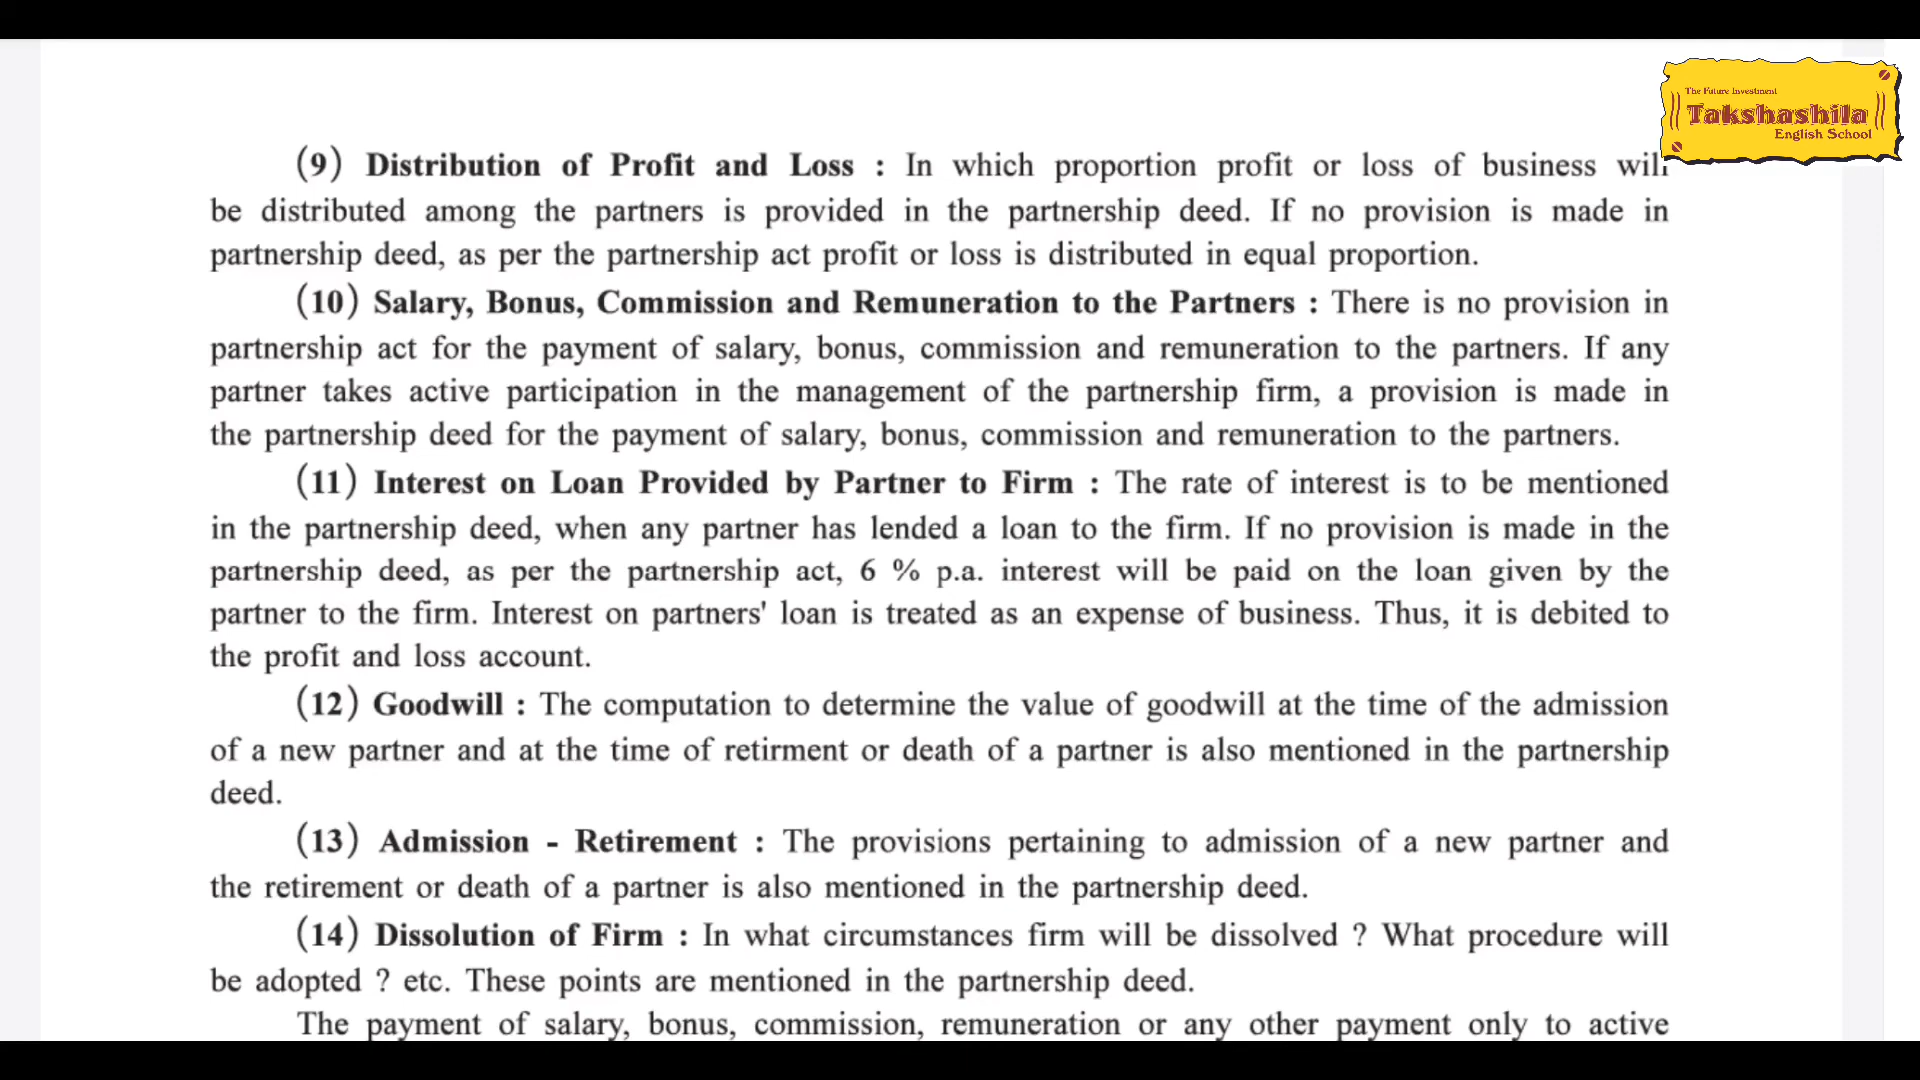 The Future Investment
Takshashila
English School
(9) Distribution of Profit and Loss : In which proportion profit or loss of business will
be distributed among the partners is provided in the partnership deed. If no provision is made in
partnership deed, as per the partnership act profit or loss is distributed in equal proportion.
(10) Salary, Bonus, Commission and Remuneration to the Partners : There is no provision in
partnership act for the payment of salary, bonus, commission and remuneration to the partners. If any
partner takes active participation in the management of the partnership firm, a provision is made in
the partnership deed for the payment of salary, bonus, commission and remuneration to the partners.
(11) Interest on Loan Provided by Partner to Firm : The rate of interest is to be mentioned
in the partnership deed, when any partner has lended a loan to the firm. If no provision is made in the
partnership deed, as per the partnership act, 6 % p.a. interest will be paid on the loan given by the
partner to the firm. Interest on partners' loan is treated as an expense of business. Thus, it is debited to
the profit and loss account.
(12) Goodwill : The computation to determine the value of goodwill at the time of the admission
of a new partner and at the time of retirment or death of a partner is also mentioned in the partnership
deed.
(13) Admission - Retirement : The provisions pertaining to admission of a new partner and
the retirement or death of a partner is also mentioned in the partnership deed.
(14) Dissolution of Firm : In what circumstances firm will be dissolved ? What procedure will
be adopted ? etc. These points are mentioned in the partnership deed.
The payment of salary, bonus, commission, remuneration or any other payment only to active